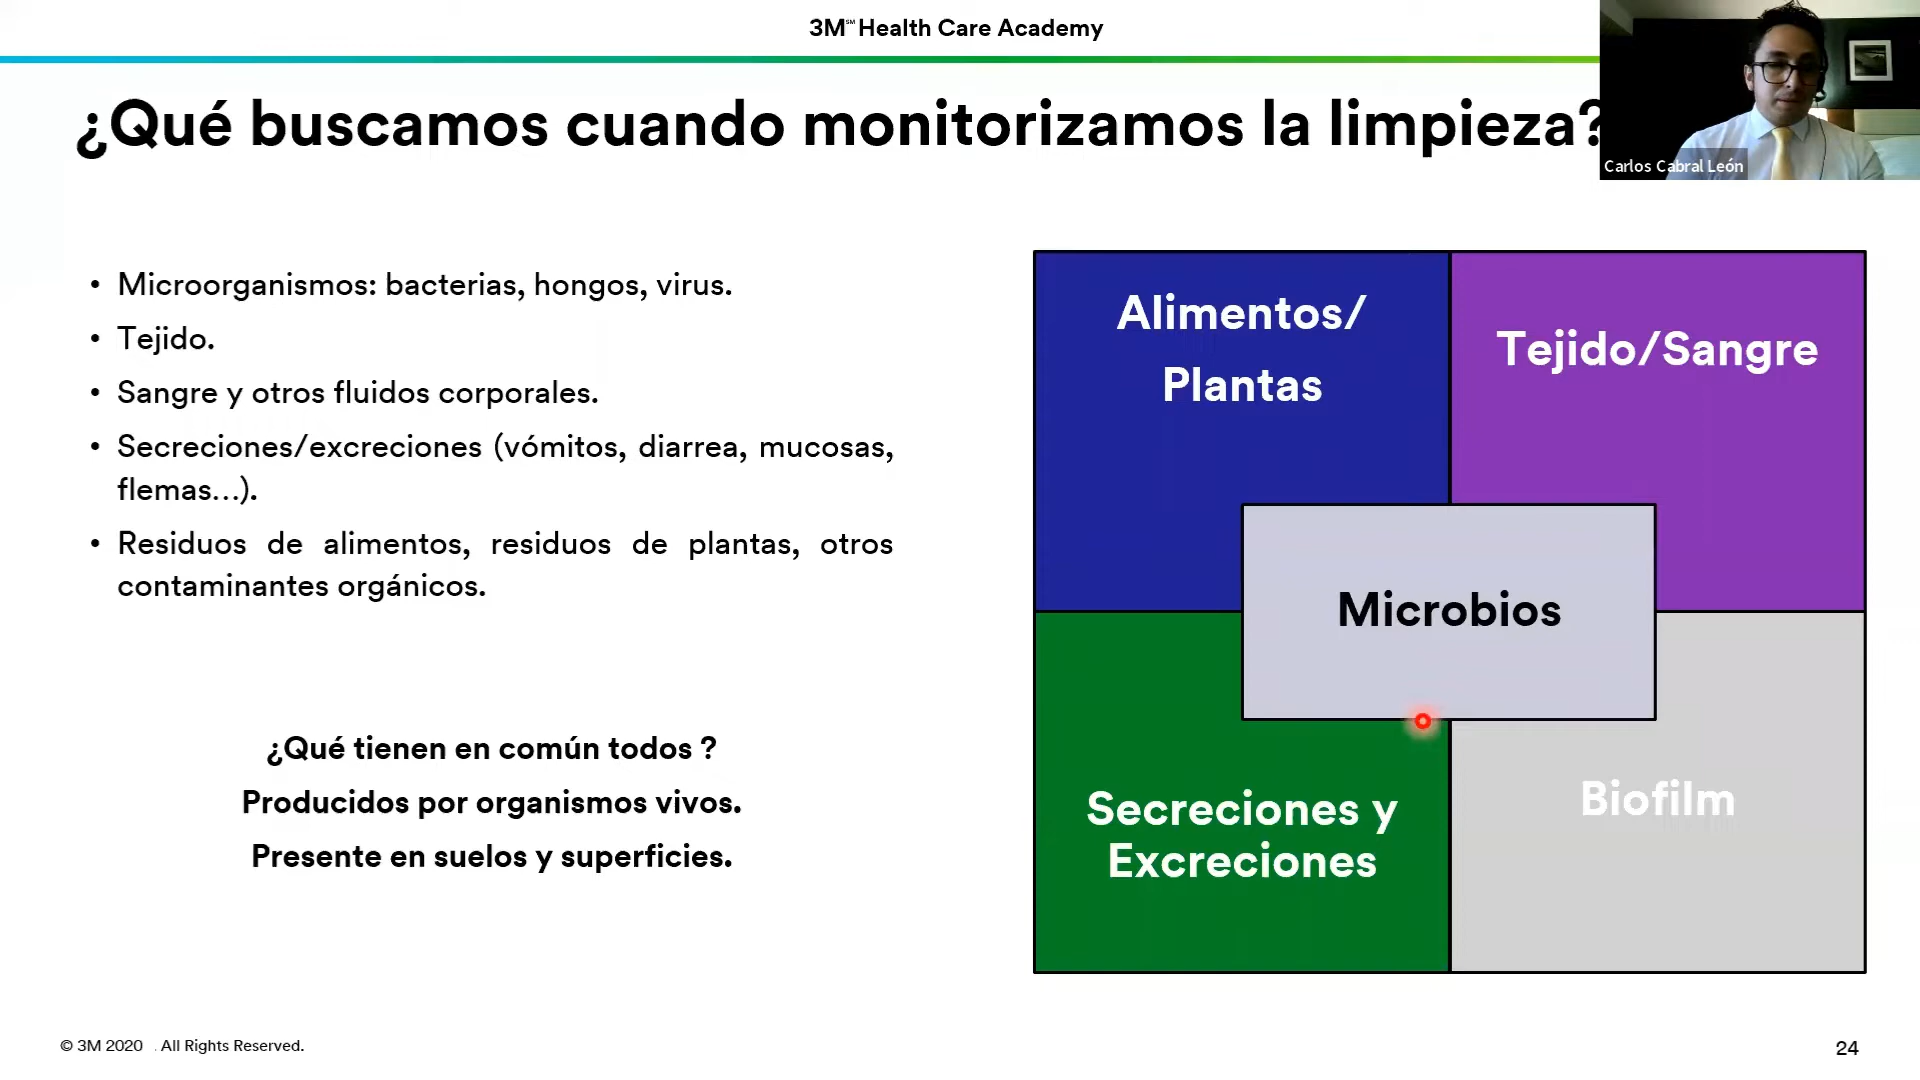 3M℠ Health Care Academy
¿Qué buscamos cuando monitorizamos la limpieza?
Carlos Cabral León
• Microorganismos: bacterias, hongos, virus.
• Tejido.
• Sangre y otros fluidos corporales.
• Secreciones/excreciones (vómitos, diarrea, mucosas,
flemas...).
• Residuos de alimentos, residuos de plantas, otros
contaminantes orgánicos.
¿Qué tienen en común todos ?
Producidos por organismos vivos.
Presente en suelos y superficies.
Alimentos/
Plantas
Tejido/Sangre
Microbios
Secreciones y
Excreciones
Biofilm
© 3M 2020 . All Rights Reserved.
24